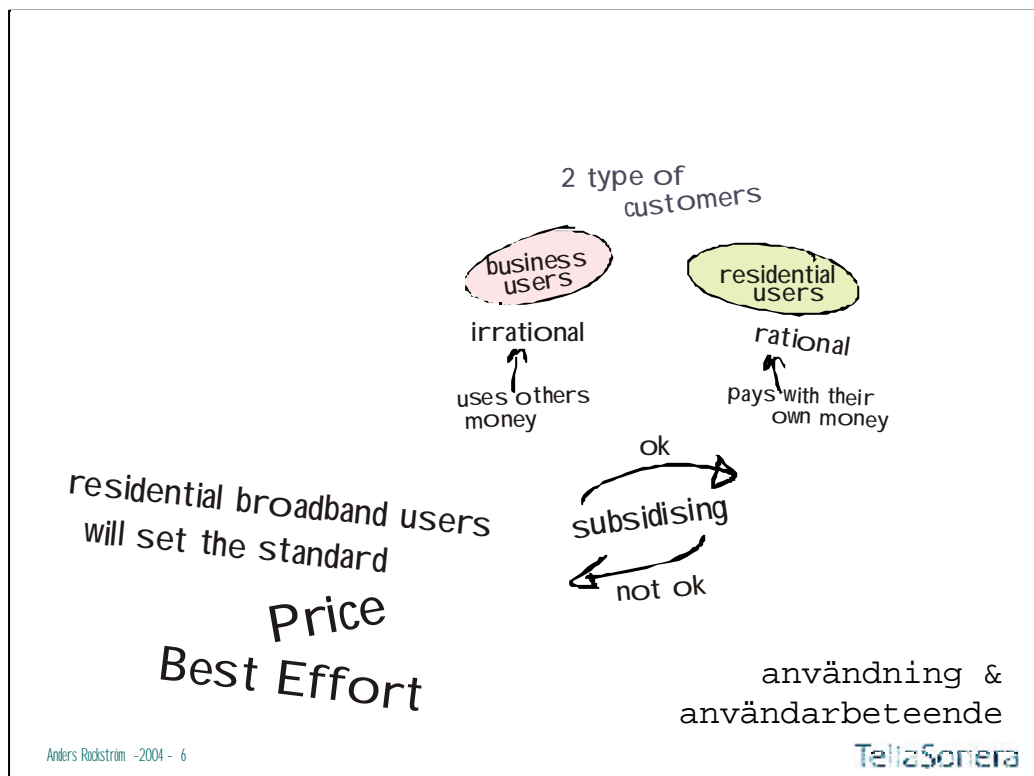 2 type of
customers
business
users
residential
users
irrational
rational
uses others
money
pays with their
own money
ok
subsidising
not ok
residential broadband users
will set the standard
Price
Best Effort
användning &
användarbeteende
Anders Rockström -2004 - 6
TeliaSonera